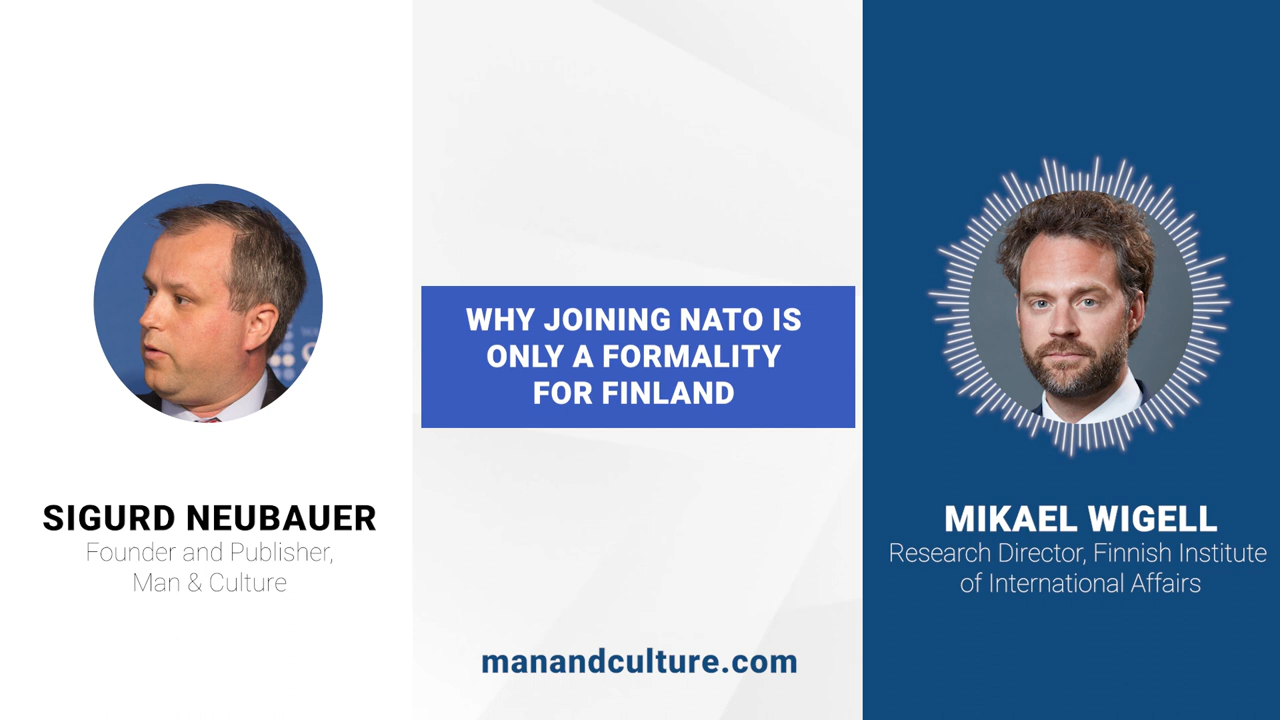 SIGURD NEUBAUER
Founder and Publisher,
Man & Culture
WHY JOINING NATO IS
ONLY A FORMALITY
FOR FINLAND
manandculture.com
MIKAEL WIGELL
Research Director, Finnish Institute
of International Affairs